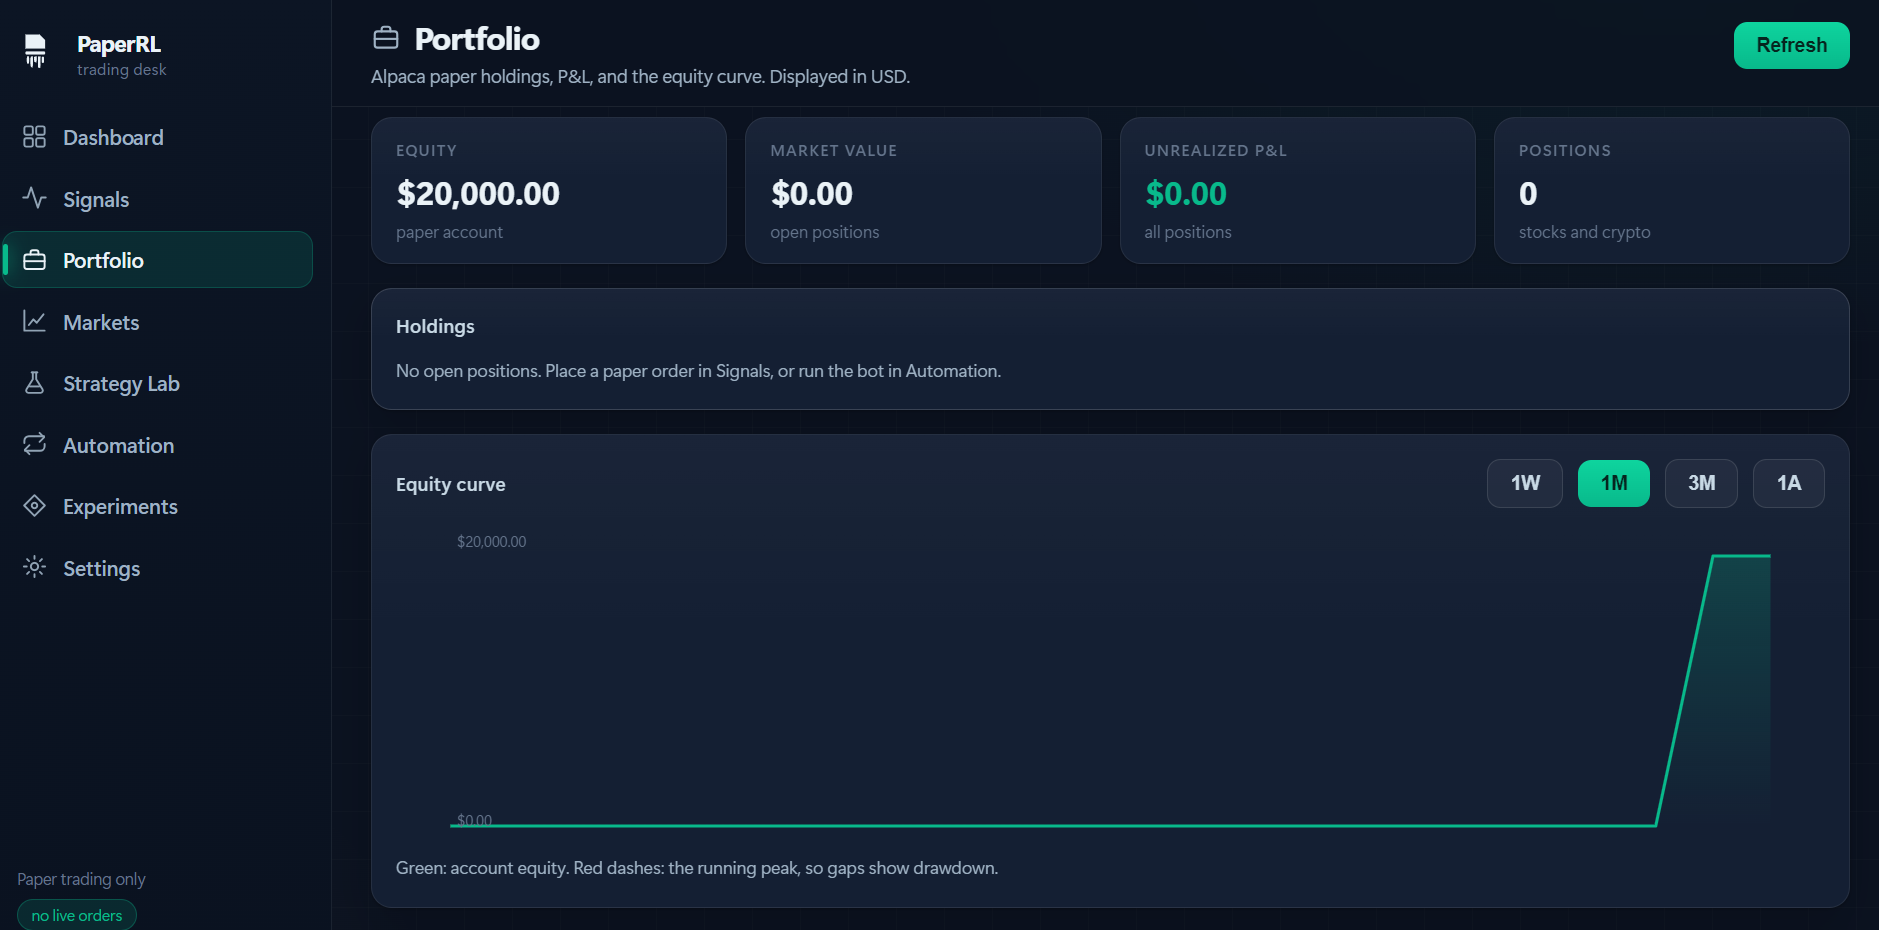 PaperRL
trading desk
Dashboard
Signals
Portfolio
Markets
Strategy Lab
Automation
Experiments
Settings
Paper trading only
no live orders
Portfolio
Alpaca paper holdings, P&L, and the equity curve. Displayed in USD.
Refresh
EQUITY
$20,000.00
paper account
MARKET VALUE
$0.00
open positions
UNREALIZED P&L
$0.00
all positions
POSITIONS
0
stocks and crypto
Holdings
No open positions. Place a paper order in Signals, or run the bot in Automation.
Equity curve
1W
1M
3M
1A
$20,000.00
$0.00
Green: account equity. Red dashes: the running peak, so gaps show drawdown.